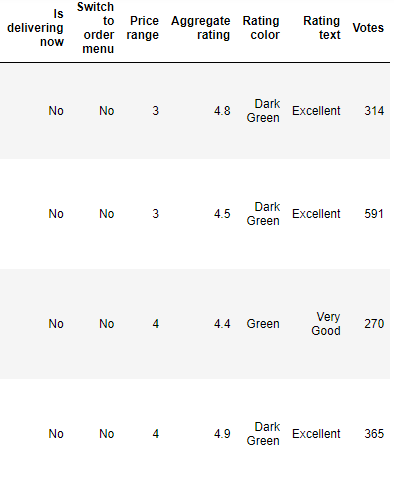 Is delivering now Switch to order menu Price range Aggregate rating Rating color Rating text Votes
No No 3 4.8 Dark Green Excellent 314
No No 3 4.5 Dark Green Excellent 591
No No 4 4.4 Green Very Good 270
No No 4 4.9 Dark Green Excellent 365